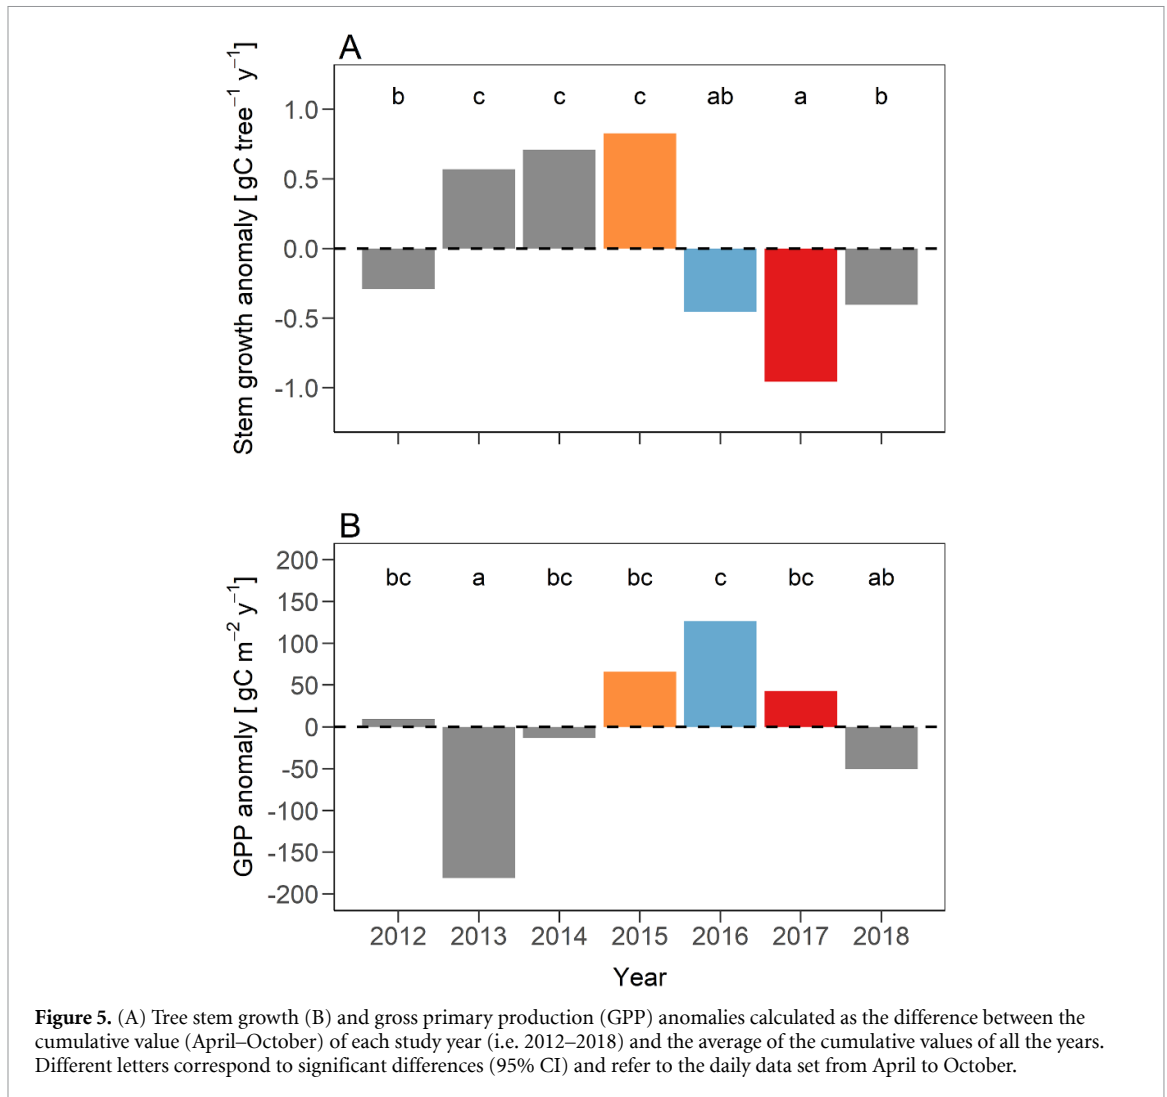 A
Stem growth anomaly [ gC tree⁻¹ y⁻¹]
b c c c ab a b
1.0
0.5
0.0
-0.5
-1.0
B
GPP anomaly [ gC m⁻² y⁻¹]
bc a bc bc c bc ab
200
150
100
50
0
-50
-100
-150
-200
2012 2013 2014 2015 2016 2017 2018
Year
Figure 5. (A) Tree stem growth (B) and gross primary production (GPP) anomalies calculated as the difference between the
cumulative value (April–October) of each study year (i.e. 2012–2018) and the average of the cumulative values of all the years.
Different letters correspond to significant differences (95% CI) and refer to the daily data set from April to October.